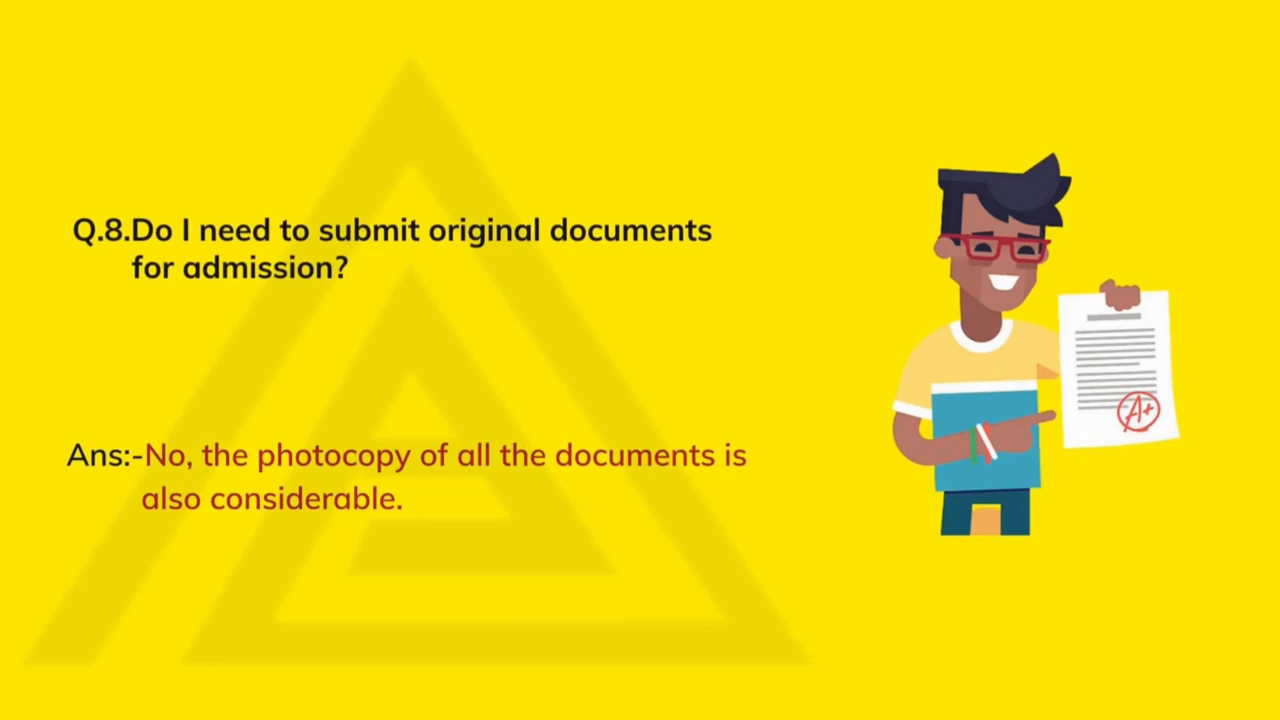 Q.8.Do I need to submit original documents
for admission?
Ans:-No, the photocopy of all the documents is
also considerable.
A+